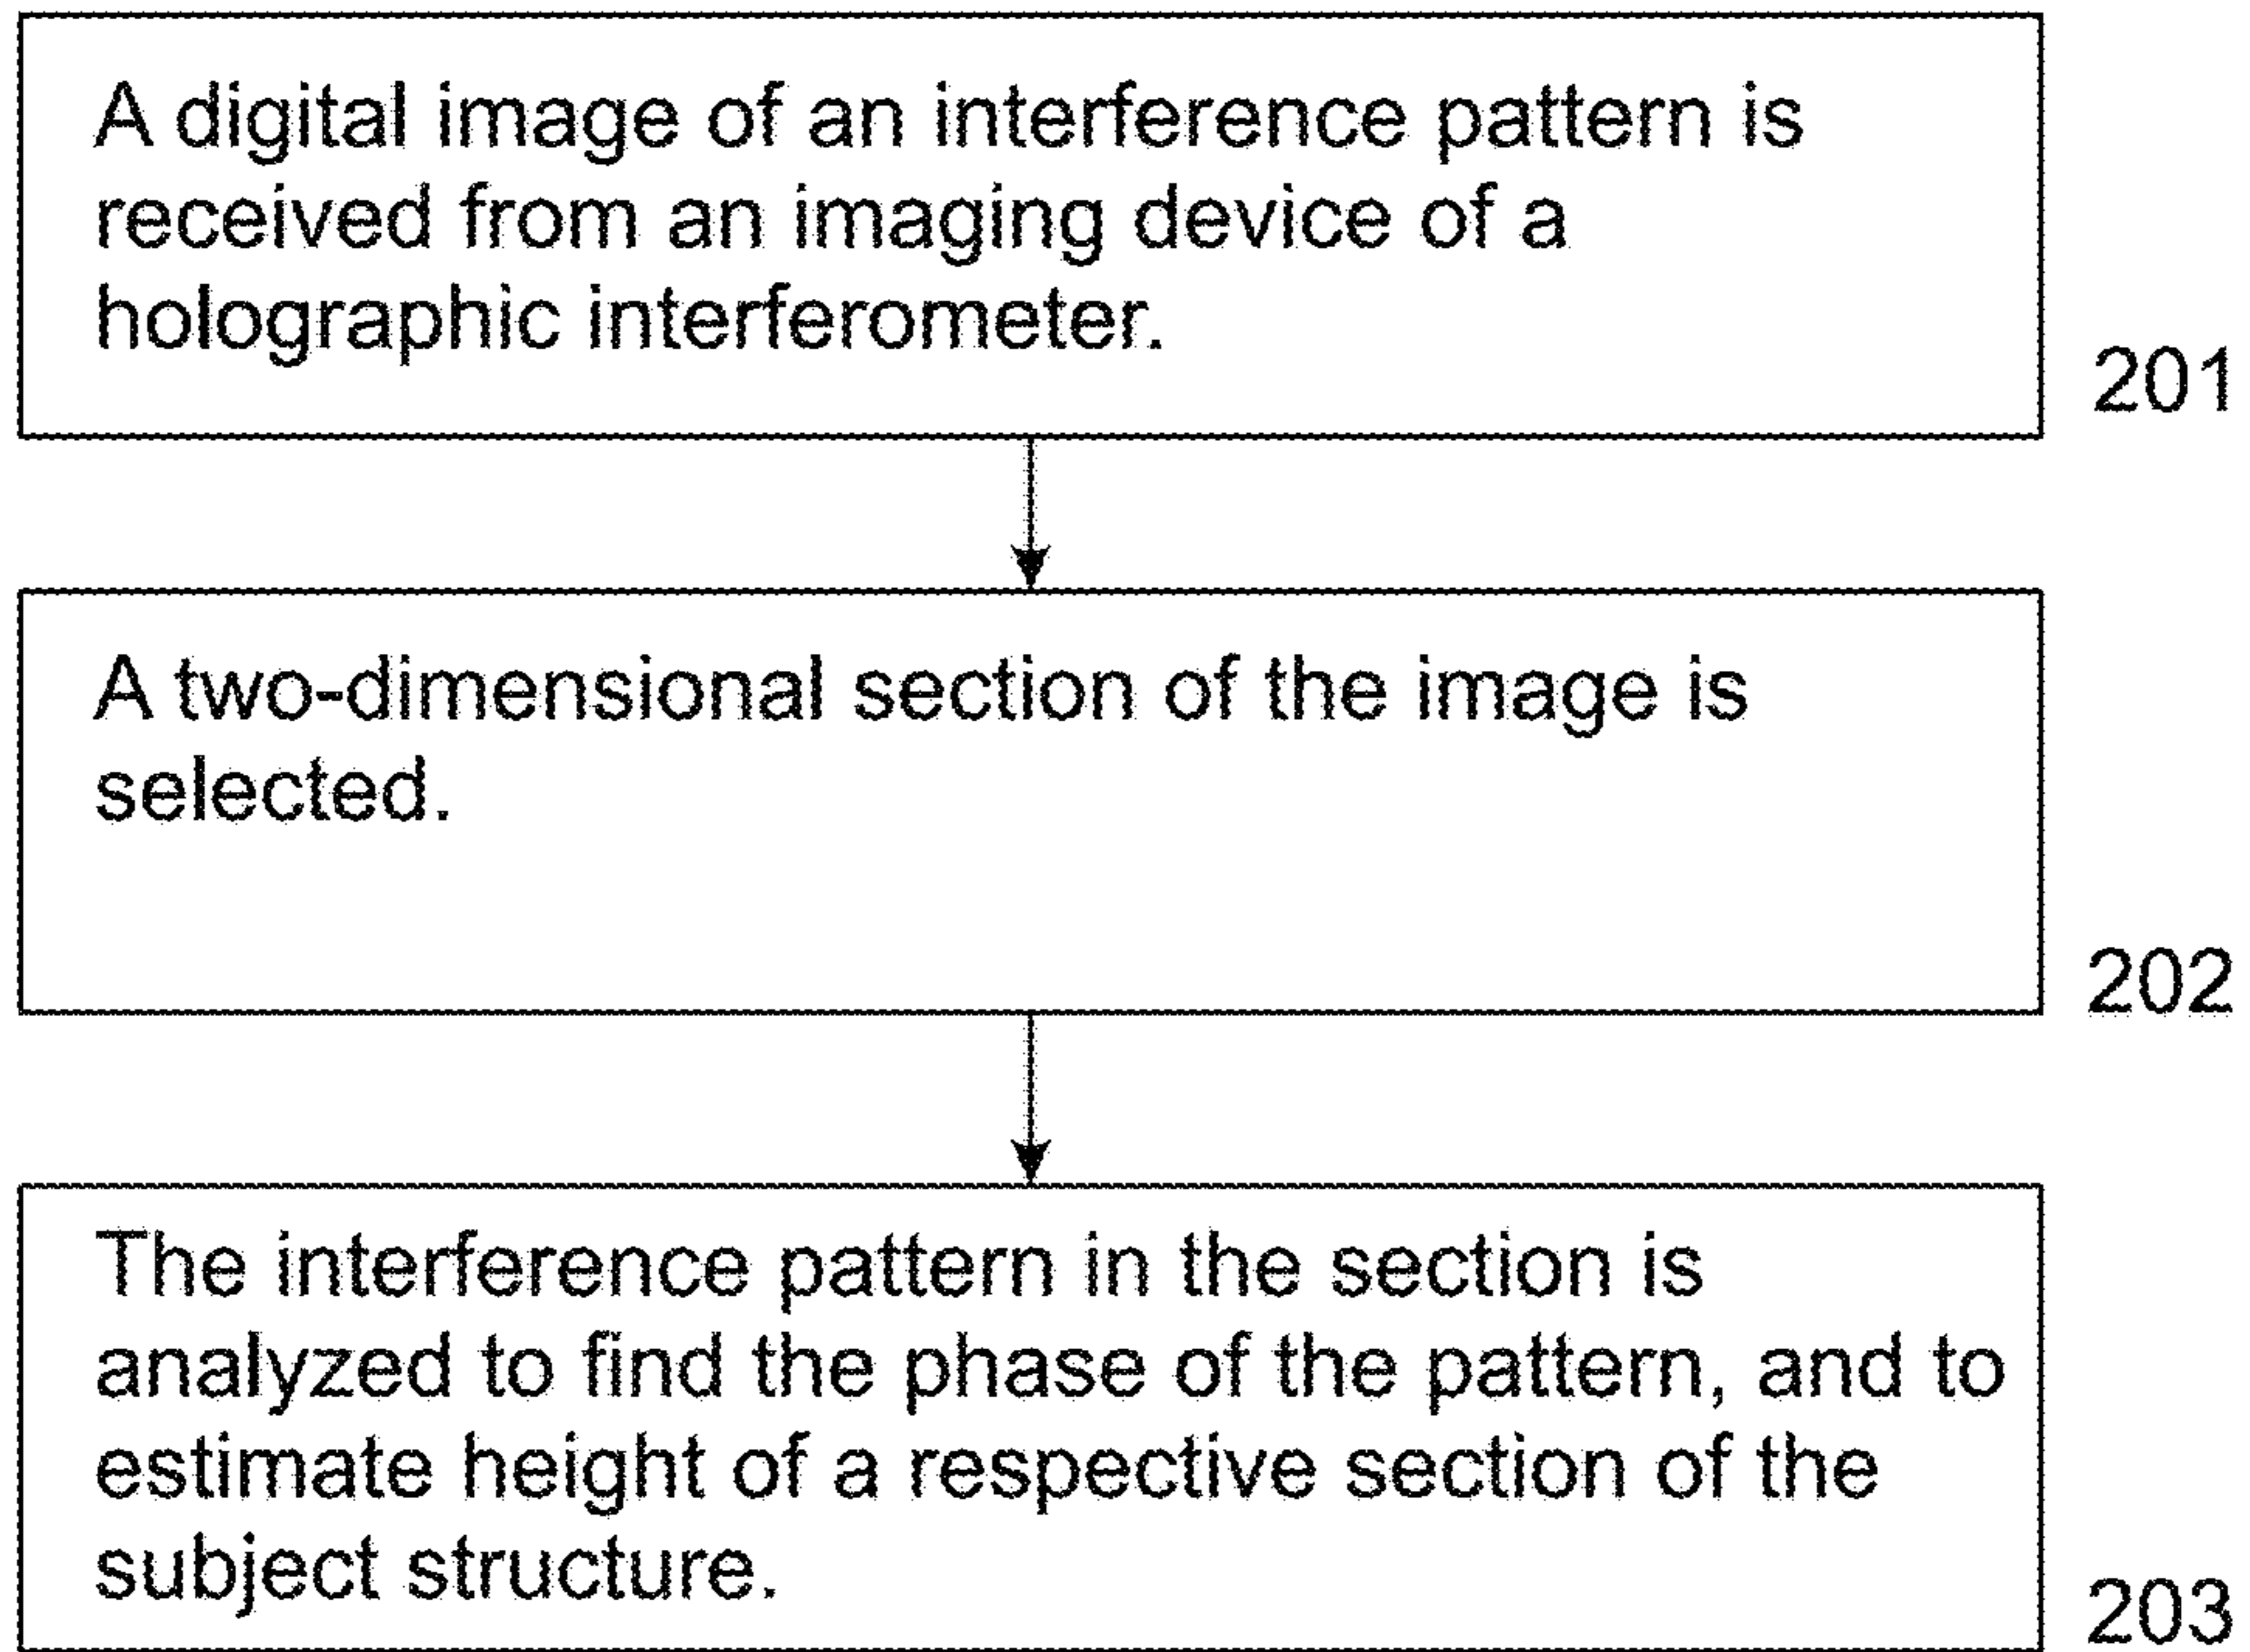 A digital image of an interference pattern is
received from an imaging device of a
holographic interferometer.
201
A two-dimensional section of the image is
selected.
202
The interference pattern in the section is
analyzed to find the phase of the pattern, and to
estimate height of a respective section of the
subject structure.
203